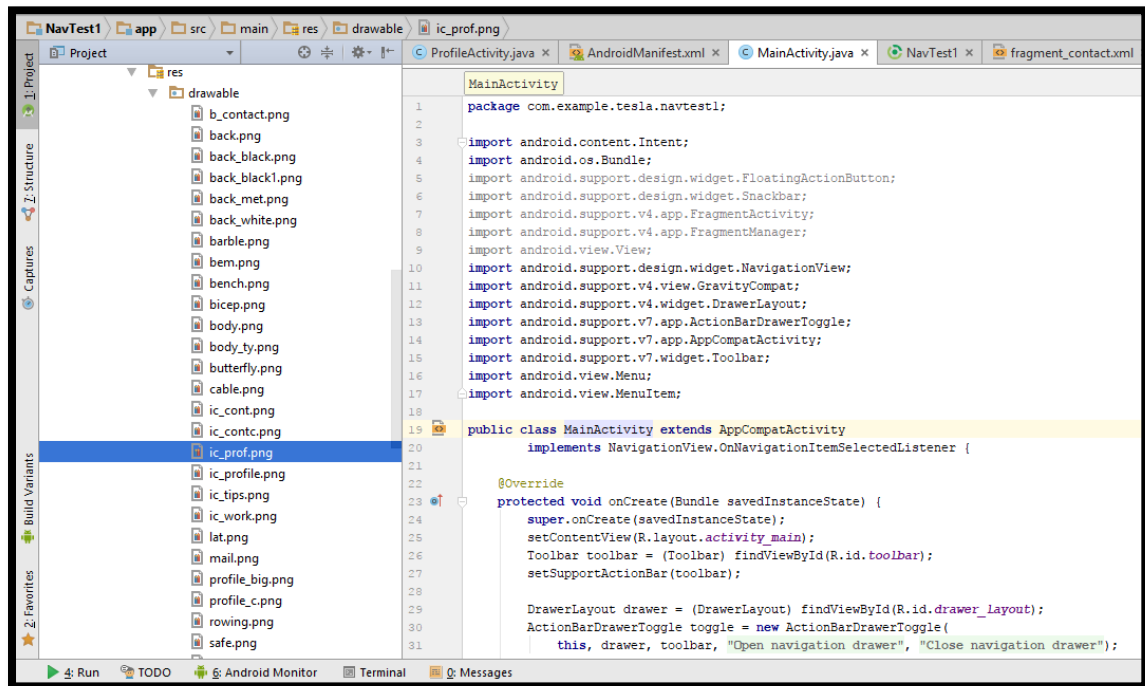 NavTest1 app src main res drawable ic_prof.png
Project
ProfileActivity.java × AndroidManifest.xml × MainActivity.java × NavTest1 × fragment_contact.xml
1: Project
7: Structure
Captures
Build Variants
2: Favorites
res
drawable
b_contact.png
back.png
back_black.png
back_black1.png
back_met.png
back_white.png
barble.png
bem.png
bench.png
bicep.png
body.png
body_ty.png
butterfly.png
cable.png
ic_cont.png
ic_contc.png
ic_prof.png
ic_profile.png
ic_tips.png
ic_work.png
lat.png
mail.png
profile_big.png
profile_c.png
rowing.png
safe.png
MainActivity
1 package com.example.tesla.navtest1;
2
3 import android.content.Intent;
4 import android.os.Bundle;
5 import android.support.design.widget.FloatingActionButton;
6 import android.support.design.widget.Snackbar;
7 import android.support.v4.app.FragmentActivity;
8 import android.support.v4.app.FragmentManager;
9 import android.view.View;
10 import android.support.design.widget.NavigationView;
11 import android.support.v4.view.GravityCompat;
12 import android.support.v4.widget.DrawerLayout;
13 import android.support.v7.app.ActionBarDrawerToggle;
14 import android.support.v7.app.AppCompatActivity;
15 import android.support.v7.widget.Toolbar;
16 import android.view.Menu;
17 import android.view.MenuItem;
18
19 public class MainActivity extends AppCompatActivity
20 implements NavigationView.OnNavigationItemSelectedListener {
21
22 @Override
23 protected void onCreate(Bundle savedInstanceState) {
24 super.onCreate(savedInstanceState);
25 setContentView(R.layout.activity_main);
26 Toolbar toolbar = (Toolbar) findViewById(R.id.toolbar);
27 setSupportActionBar(toolbar);
28
29 DrawerLayout drawer = (DrawerLayout) findViewById(R.id.drawer_layout);
30 ActionBarDrawerToggle toggle = new ActionBarDrawerToggle(
31 this, drawer, toolbar, "Open navigation drawer", "Close navigation drawer");
4: Run TODO 6: Android Monitor Terminal 0: Messages